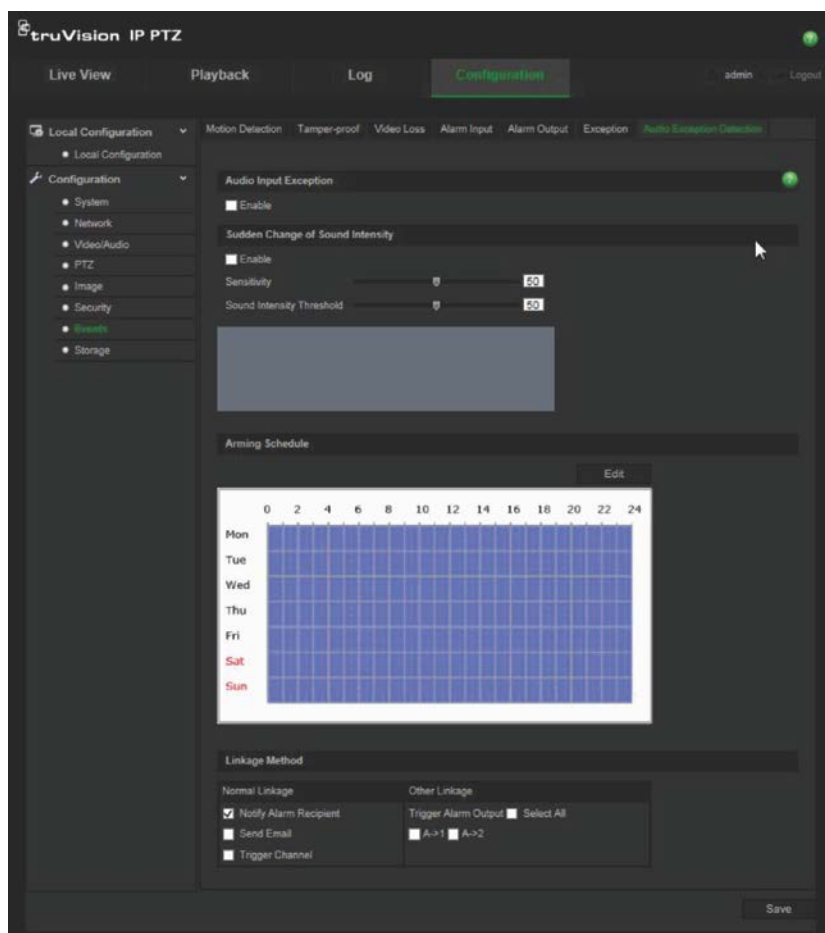 truVision IP PTZ
Live View Playback Log Configuration admin Logout
Local Configuration
Local Configuration
Configuration
System
Network
Video/Audio
PTZ
Image
Security
Events
Storage
Motion Detection Tamper-proof Video Loss Alarm Input Alarm Output Exception Audio Exception Detection
Audio Input Exception
Enable
Sudden Change of Sound Intensity
Enable
Sensitivity 50
Sound Intensity Threshold 50
Arming Schedule
Edit
0 2 4 6 8 10 12 14 16 18 20 22 24
Mon
Tue
Wed
Thu
Fri
Sat
Sun
Linkage Method
Normal Linkage Other Linkage
Notify Alarm Recipient Trigger Alarm Output Select All
Send Email A->1 A->2
Trigger Channel
Save